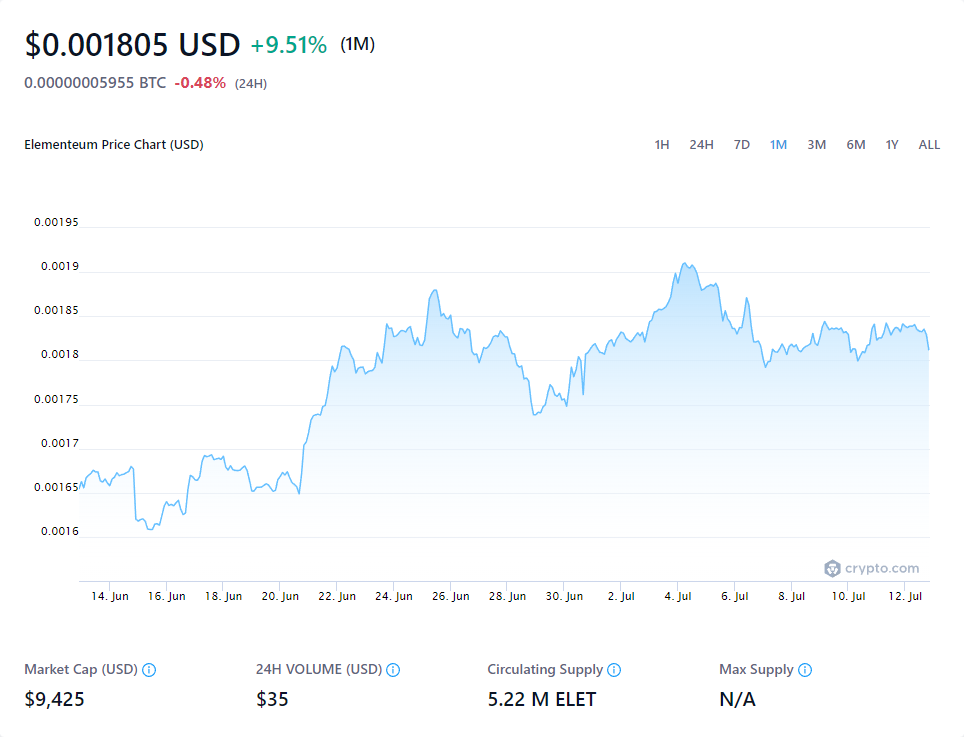 $0.001805 USD +9.51% (1M)
0.00000005955 BTC -0.48% (24H)
Elementeum Price Chart (USD) 1H 24H 7D 1M 3M 6M 1Y ALL
0.00195
0.0019
0.00185
0.0018
0.00175
0.0017
0.00165
0.0016
crypto.com
14. Jun 16. Jun 18. Jun 20. Jun 22. Jun 24. Jun 26. Jun 28. Jun 30. Jun 2. Jul 4. Jul 6. Jul 8. Jul 10. Jul 12. Jul
Market Cap (USD) 24H VOLUME (USD) Circulating Supply Max Supply
$9,425 $35 5.22 M ELET N/A